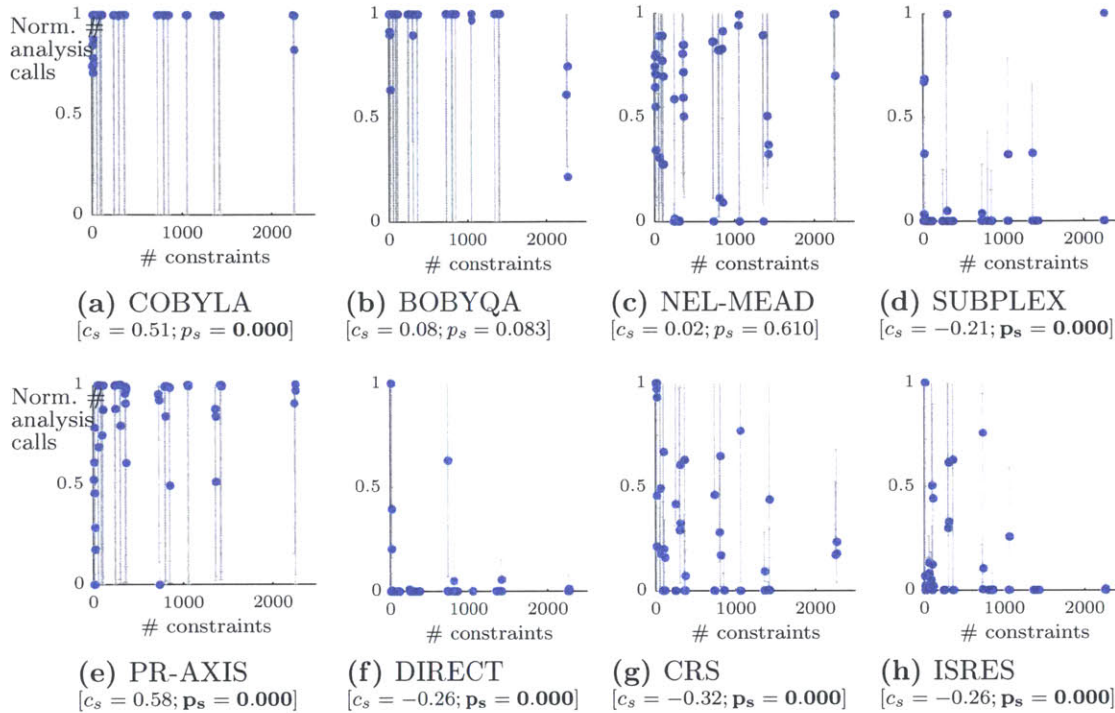 Norm. #
analysis
calls
1
0.5
0
0 1000 2000
# constraints
(a) COBYLA
[c_s = 0.51; p_s = 0.000]
1
0.5
0
0 1000 2000
# constraints
(b) BOBYQA
[c_s = 0.08; p_s = 0.083]
1
0.5
0
0 1000 2000
# constraints
(c) NEL-MEAD
[c_s = 0.02; p_s = 0.610]
1
0.5
0
0 1000 2000
# constraints
(d) SUBPLEX
[c_s = −0.21; p_s = 0.000]
Norm. #
analysis
calls
1
0.5
0
0 1000 2000
# constraints
(e) PR-AXIS
[c_s = 0.58; p_s = 0.000]
1
0.5
0
0 1000 2000
# constraints
(f) DIRECT
[c_s = −0.26; p_s = 0.000]
1
0.5
0
0 1000 2000
# constraints
(g) CRS
[c_s = −0.32; p_s = 0.000]
1
0.5
0
0 1000 2000
# constraints
(h) ISRES
[c_s = −0.26; p_s = 0.000]